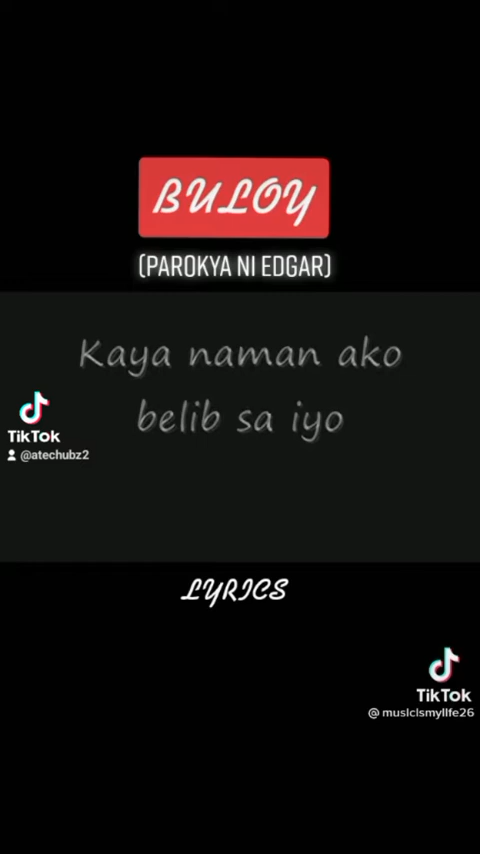 BULOY
(PAROKYA NI EDGAR)
Kaya naman ako
belib sa iyo
TikTok
@atechubz2
LYRICS
TikTok
@musicismylife26